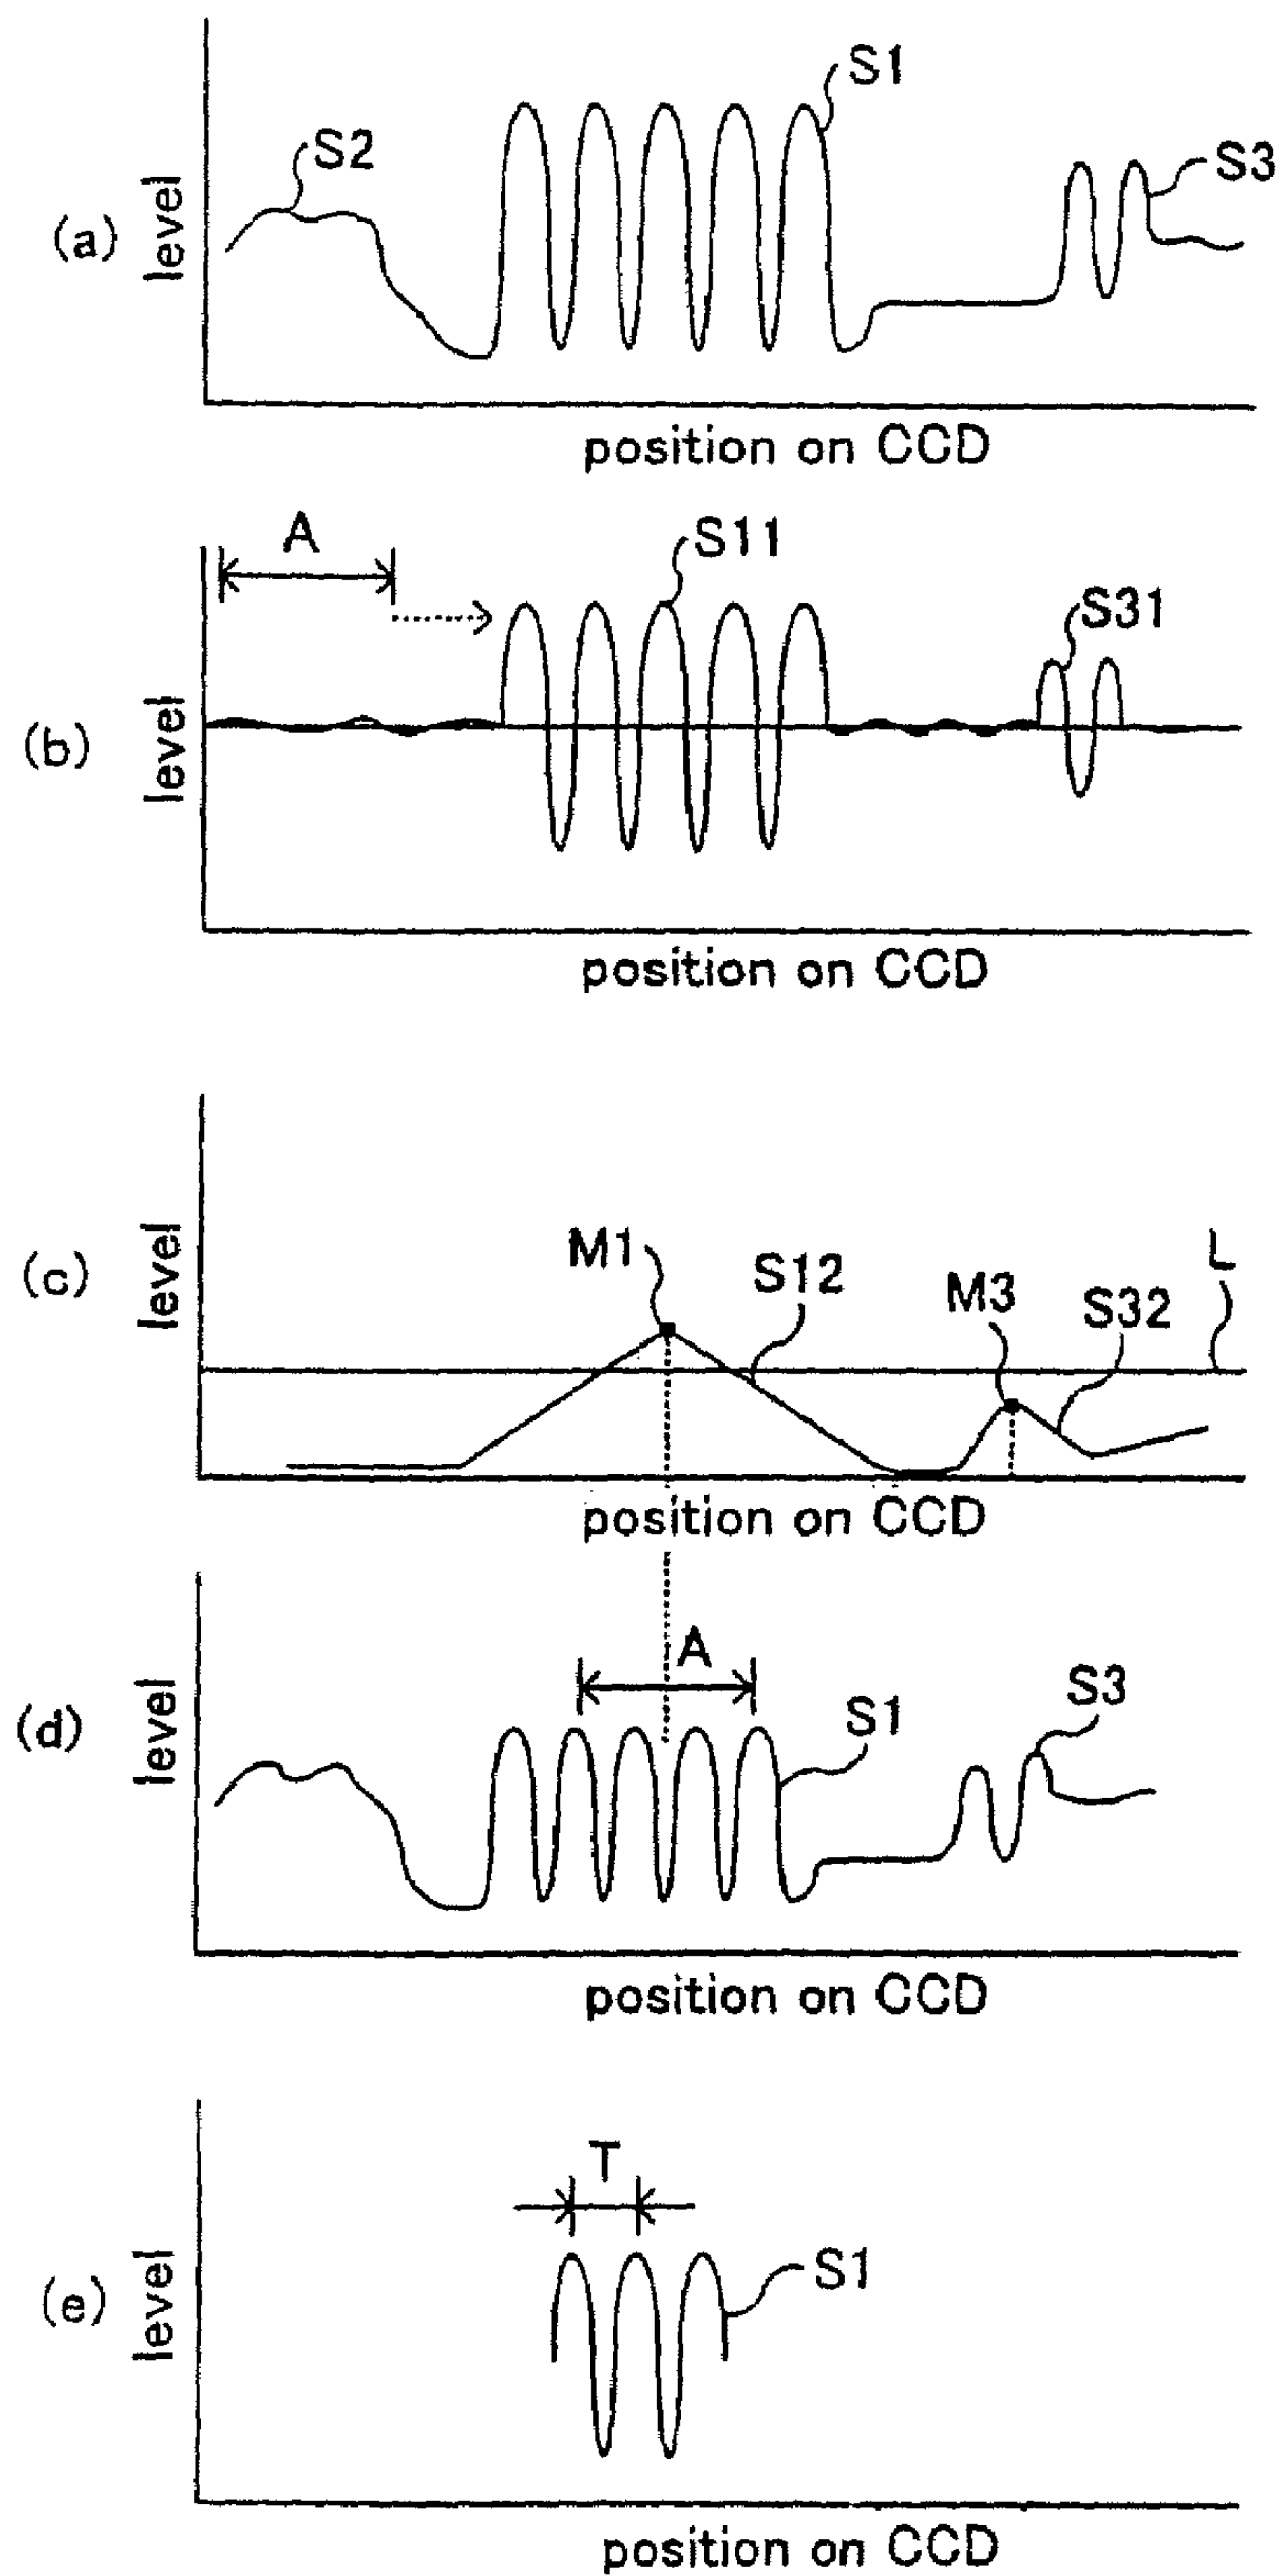 (a)
level
S2
S1
S3
position on CCD
(b)
level
A
S11
S31
position on CCD
(c)
level
M1
S12
M3
S32
L
position on CCD
(d)
level
A
S1
S3
position on CCD
(e)
level
T
S1
position on CCD